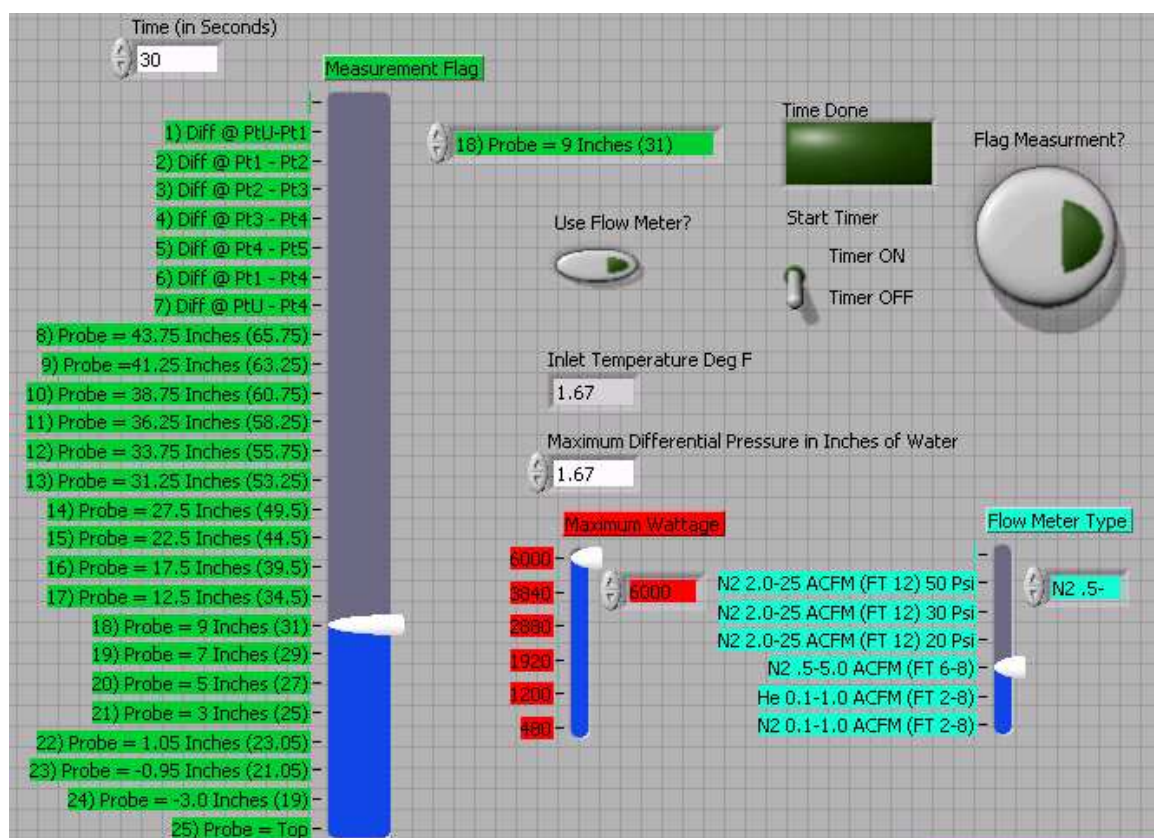 Time (in Seconds)
30
Measurement Flag
1) Diff @ PtU-Pt1
2) Diff @ Pt1 - Pt2
3) Diff @ Pt2 - Pt3
4) Diff @ Pt3 - Pt4
5) Diff @ Pt4 - Pt5
6) Diff @ Pt1 - Pt4
7) Diff @ PtU - Pt4
8) Probe = 43.75 Inches (65.75)
9) Probe =41.25 Inches (63.25)
10) Probe = 38.75 Inches (60.75)
11) Probe = 36.25 Inches (58.25)
12) Probe = 33.75 Inches (55.75)
13) Probe = 31.25 Inches (53.25)
14) Probe = 27.5 Inches (49.5)
15) Probe = 22.5 Inches (44.5)
16) Probe = 17.5 Inches (39.5)
17) Probe = 12.5 Inches (34.5)
18) Probe = 9 Inches (31)
19) Probe = 7 Inches (29)
20) Probe = 5 Inches (27)
21) Probe = 3 Inches (25)
22) Probe = 1.05 Inches (23.05)
23) Probe = -0.95 Inches (21.05)
24) Probe = -3.0 Inches (19)
25) Probe = Top
18) Probe = 9 Inches (31)
Time Done
Flag Measurment?
Use Flow Meter?
Start Timer
Timer ON
Timer OFF
Inlet Temperature Deg F
1.67
Maximum Differential Pressure in Inches of Water
1.67
Maximum Wattage
6000
3840
2880
1920
1200
480
6000
Flow Meter Type
N2 2.0-25 ACFM (FT 12) 50 Psi
N2 2.0-25 ACFM (FT 12) 30 Psi
N2 2.0-25 ACFM (FT 12) 20 Psi
N2 .5-5.0 ACFM (FT 6-8)
He 0.1-1.0 ACFM (FT 2-8)
N2 0.1-1.0 ACFM (FT 2-8)
N2 .5-